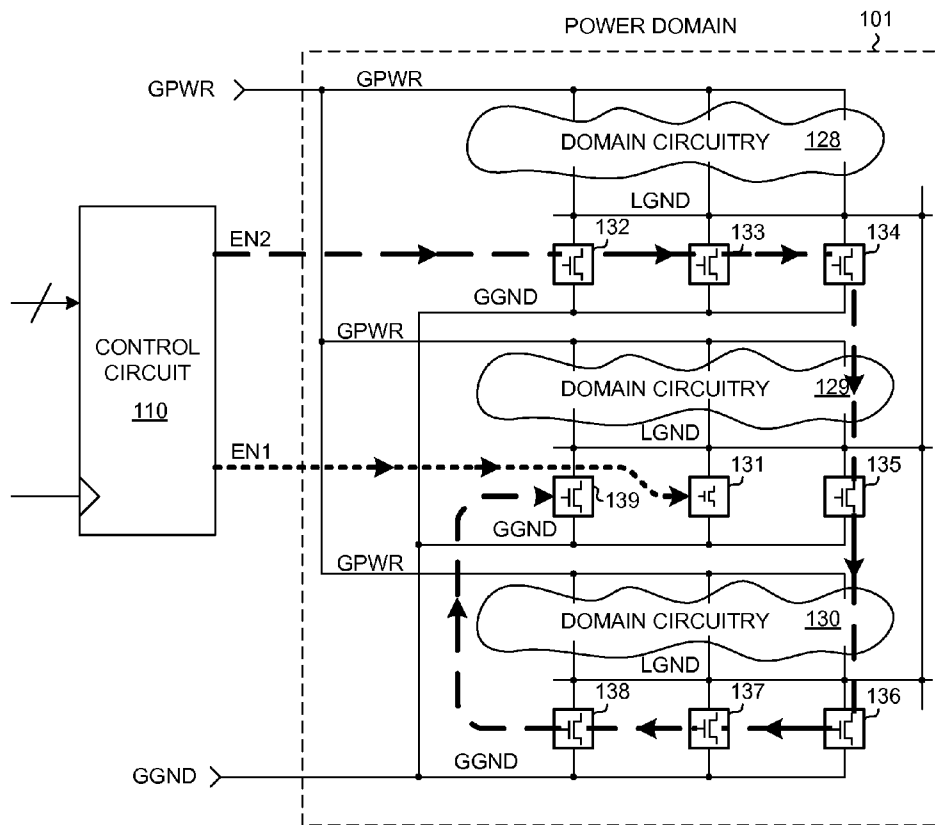 POWER DOMAIN
101
GPWR
GPWR
DOMAIN CIRCUITRY 128
LGND
EN2
132
133
134
GGND
GPWR
CONTROL
CIRCUIT
110
DOMAIN CIRCUITRY 129
LGND
EN1
139
131
135
GGND
GPWR
DOMAIN CIRCUITRY 130
LGND
138
137
136
GGND
GGND